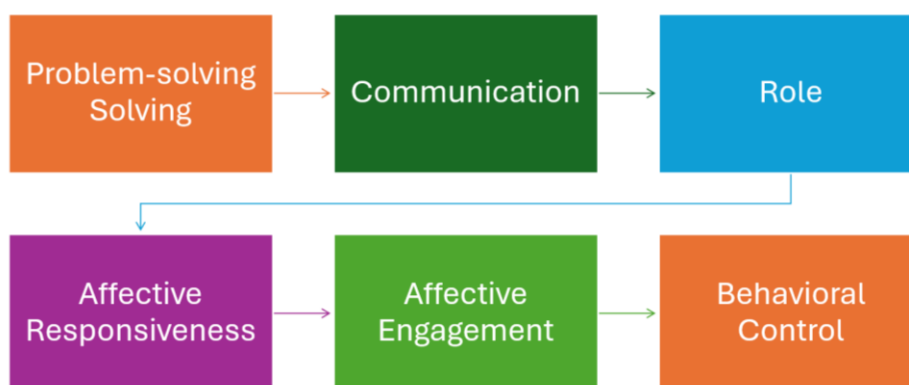 Problem-solving
Solving
Communication
Role
Affective
Responsiveness
Affective
Engagement
Behavioral
Control